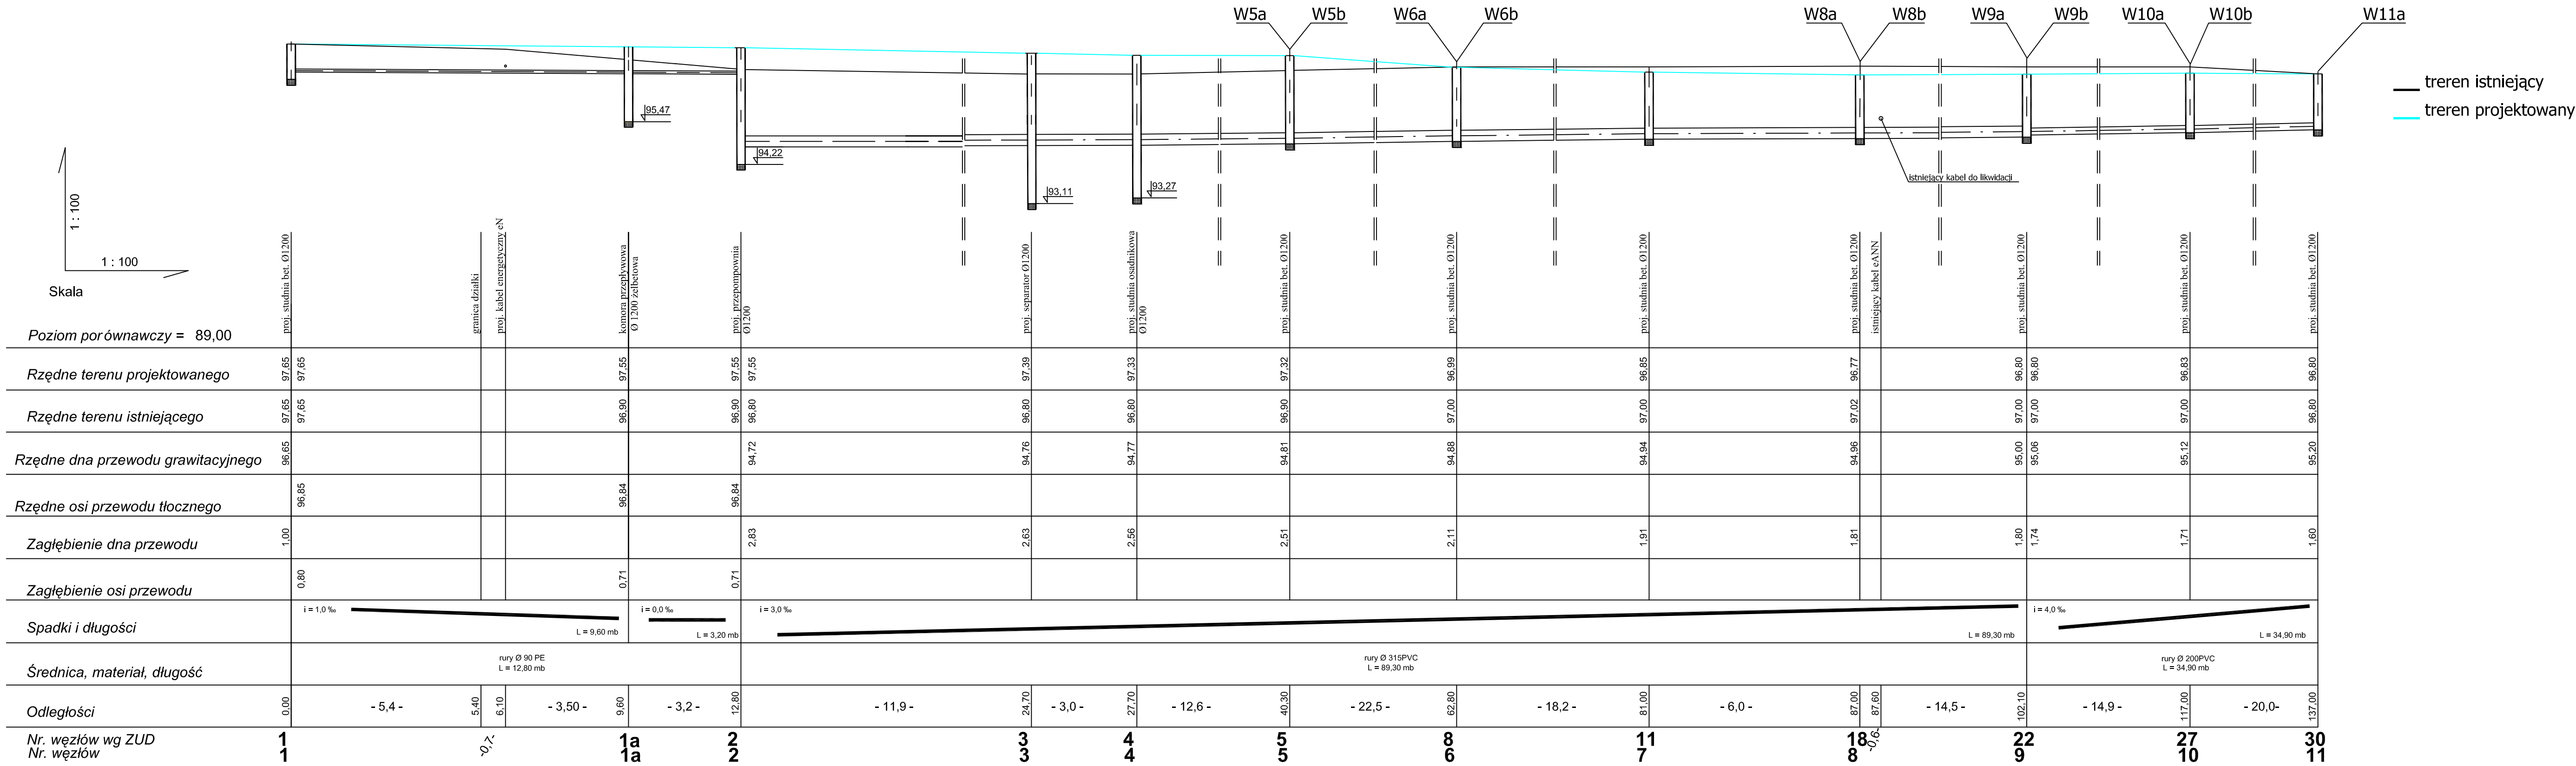 W5a W5b W6a W6b W8a W8b W9a W9b W10a W10b W11a
treren istniejący
treren projektowany
95,47
94,22
93,11
93,27
istniejący kabel do likwidacji
1 : 100
1 : 100
Skala
proj. studnia bet. Ø1200
granica działki
proj. kabel energetyczny eN
komora przepływowa
Ø 1200 żelbetowa
proj. przepompownia
Ø1200
proj. separator Ø1200
proj. studnia osadnikowa
Ø1200
proj. studnia bet. Ø1200
proj. studnia bet. Ø1200
proj. studnia bet. Ø1200
proj. studnia bet. Ø1200
istniejący kabel eANN
proj. studnia bet. Ø1200
proj. studnia bet. Ø1200
proj. studnia bet. Ø1200
Poziom porównawczy = 89,00
Rzędne terenu projektowanego 97,65 97,65 97,55 97,55 97,55 97,39 97,33 97,32 96,99 96,85 96,77 96,80 96,80 96,83 96,80
Rzędne terenu istniejącego 97,65 97,65 96,90 96,90 96,80 96,80 96,80 96,90 97,00 97,00 97,02 97,00 97,00 97,00 96,80
Rzędne dna przewodu grawitacyjnego 96,65 94,72 94,76 94,77 94,81 94,88 94,94 94,96 95,00 95,06 95,12 95,20
Rzędne osi przewodu tłocznego 96,85 96,84 96,84
Zagłębienie dna przewodu 1,00 2,83 2,63 2,56 2,51 2,11 1,91 1,81 1,80 1,74 1,71 1,60
Zagłębienie osi przewodu 0,80 0,71 0,71
Spadki i długości i = 1,0 ‰ L = 9,60 mb i = 0,0 ‰ L = 3,20 mb i = 3,0 ‰ L = 89,30 mb i = 4,0 ‰ L = 34,90 mb
Średnica, materiał, długość
rury Ø 90 PE
L = 12,80 mb
rury Ø 315PVC
L = 89,30 mb
rury Ø 200PVC
L = 34,90 mb
Odległości 0,00 - 5,4 - 5,40 6,10 - 3,50 - 9,60 - 3,2 - 12,80 - 11,9 - 24,70 - 3,0 - 27,70 - 12,6 - 40,30 - 22,5 - 62,80 - 18,2 - 81,00 - 6,0 - 87,00 87,60 - 14,5 - 102,10 - 14,9 - 117,00 - 20,0- 137,00
Nr. węzłów wg ZUD 1 -0,7- 1a 2 3 4 5 8 11 18 -0,6- 22 27 30
Nr. węzłów 1 1a 2 3 4 5 6 7 8 9 10 11